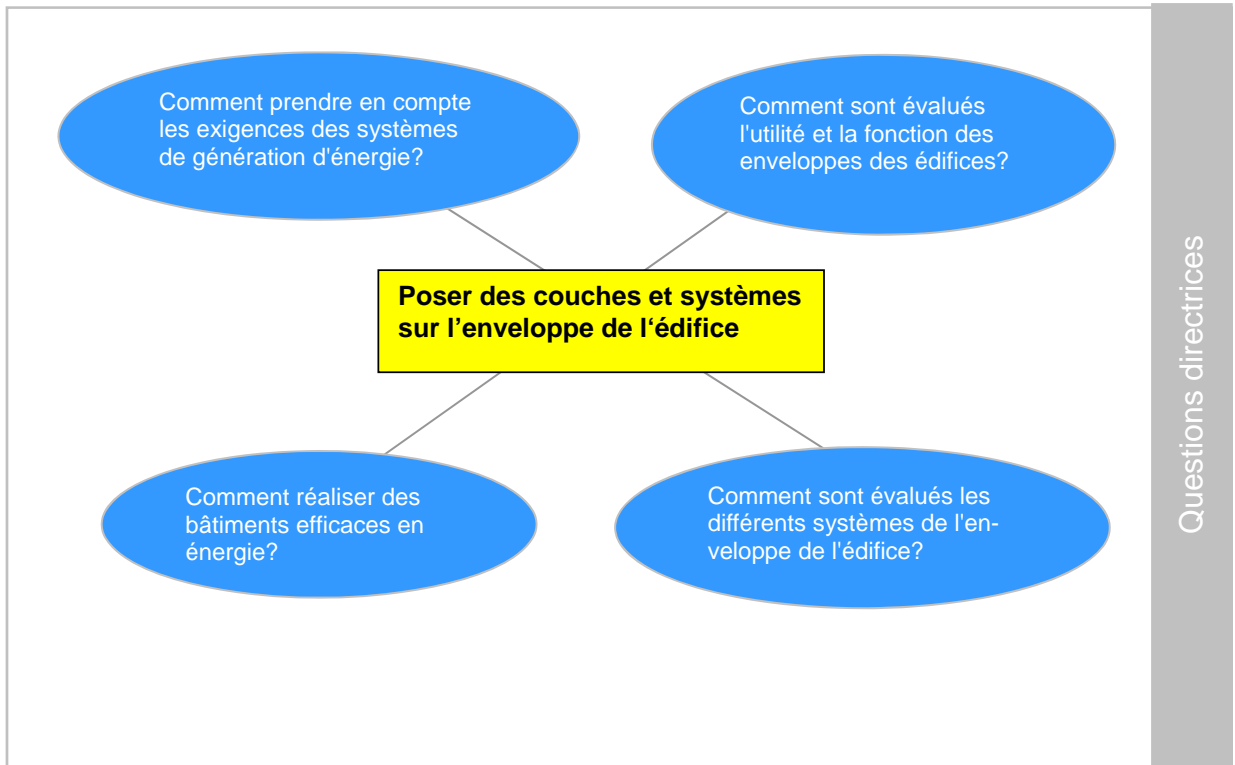 Comment prendre en compte
les exigences des systèmes
de génération d'énergie?
Comment sont évalués
l'utilité et la fonction des
enveloppes des édifices?
Poser des couches et systèmes
sur l’enveloppe de l‘édifice
Comment réaliser des
bâtiments efficaces en
énergie?
Comment sont évalués les
différents systèmes de l'en-
veloppe de l'édifice?
Questions directrices